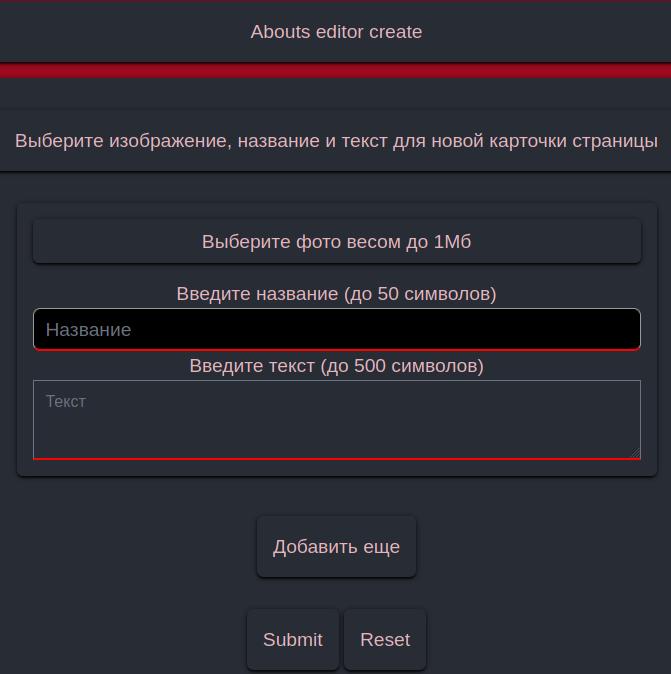 Abouts editor create
Выберите изображение, название и текст для новой карточки страницы
Выберите фото весом до 1Мб
Введите название (до 50 символов)
Название
Введите текст (до 500 символов)
Текст
Добавить еще
Submit Reset